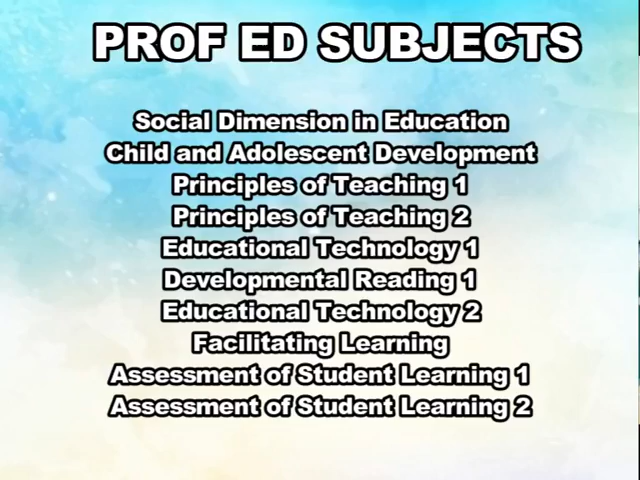 PROF ED SUBJECTS
Social Dimension in Education
Child and Adolescent Development
Principles of Teaching 1
Principles of Teaching 2
Educational Technology 1
Developmental Reading 1
Educational Technology 2
Facilitating Learning
Assessment of Student Learning 1
Assessment of Student Learning 2